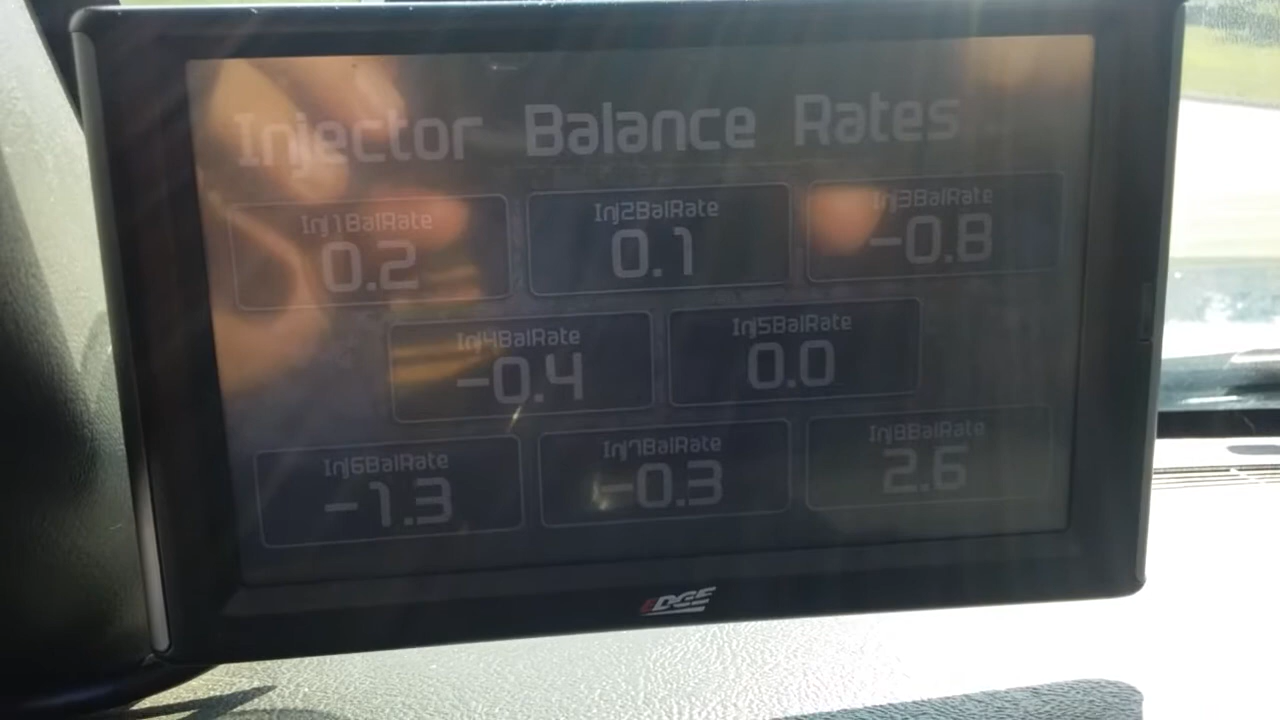 Injector Balance Rates
Inj1BalRate
0.2
Inj2BalRate
0.1
Inj3BalRate
-0.8
Inj4BalRate
-0.4
Inj5BalRate
0.0
Inj6BalRate
-1.3
Inj7BalRate
-0.3
Inj8BalRate
2.6
EDGE